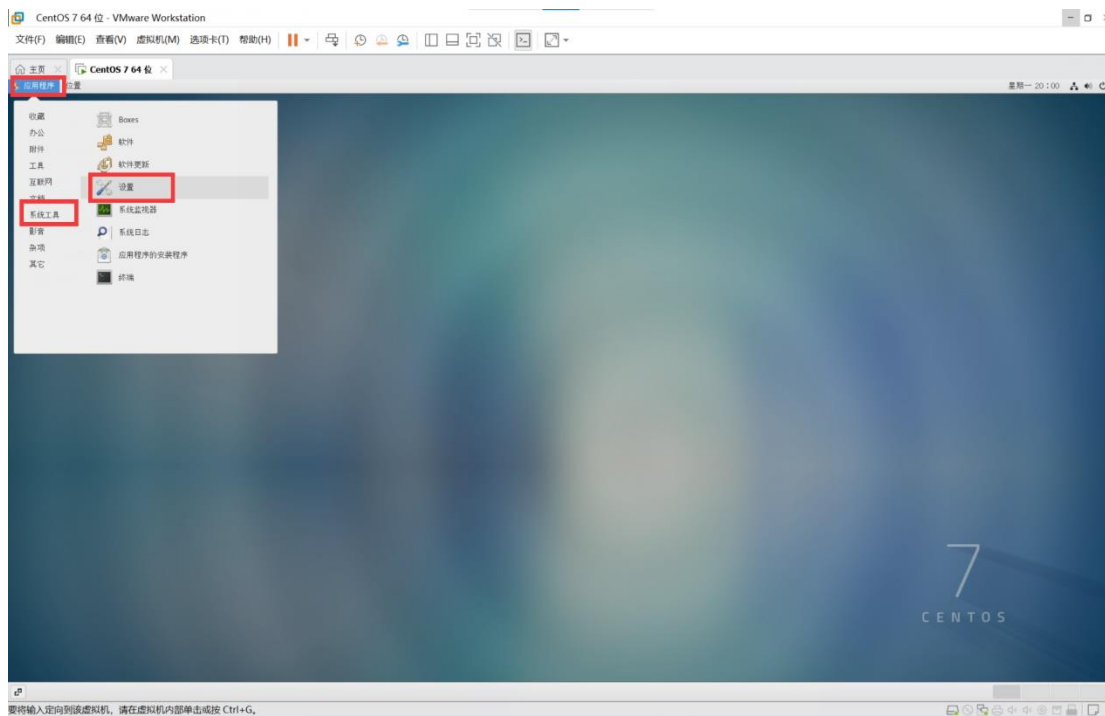 CentOS 7 64 位 - VMware Workstation
文件(F) 编辑(E) 查看(V) 虚拟机(M) 选项卡(T) 帮助(H)
主页 CentOS 7 64 位
应用程序 位置 星期一 20:00
收藏
办公
附件
工具
互联网
文档
系统工具
影音
杂项
其它
Boxes
软件
软件更新
设置
系统监视器
系统日志
应用程序的安装程序
终端
7
CENTOS
要将输入定向到该虚拟机，请在虚拟机内部单击或按 Ctrl+G。